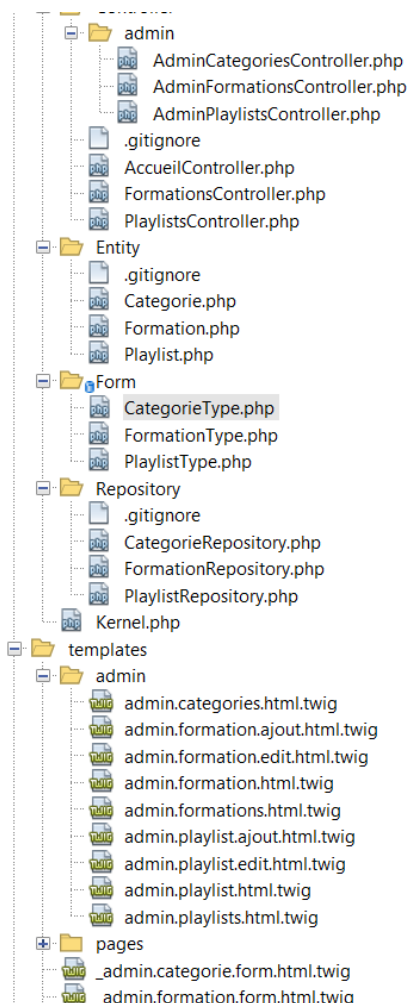 admin
AdminCategoriesController.php
AdminFormationsController.php
AdminPlaylistsController.php
.gitignore
AccueilController.php
FormationsController.php
PlaylistsController.php
Entity
.gitignore
Categorie.php
Formation.php
Playlist.php
Form
CategorieType.php
FormationType.php
PlaylistType.php
Repository
.gitignore
CategorieRepository.php
FormationRepository.php
PlaylistRepository.php
Kernel.php
templates
admin
admin.categories.html.twig
admin.formation.ajout.html.twig
admin.formation.edit.html.twig
admin.formation.html.twig
admin.formations.html.twig
admin.playlist.ajout.html.twig
admin.playlist.edit.html.twig
admin.playlist.html.twig
admin.playlists.html.twig
pages
_admin.categorie.form.html.twig
_admin.formation.form.html.twig